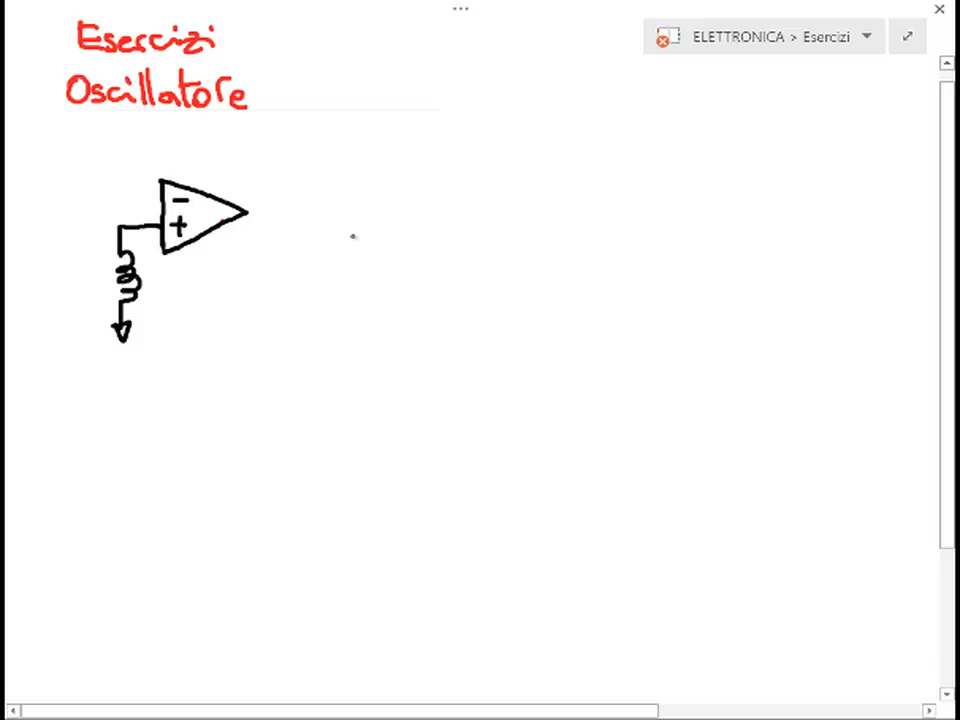 Esercizi
ELETTRONICA > Esercizi
Oscillatore
−
+